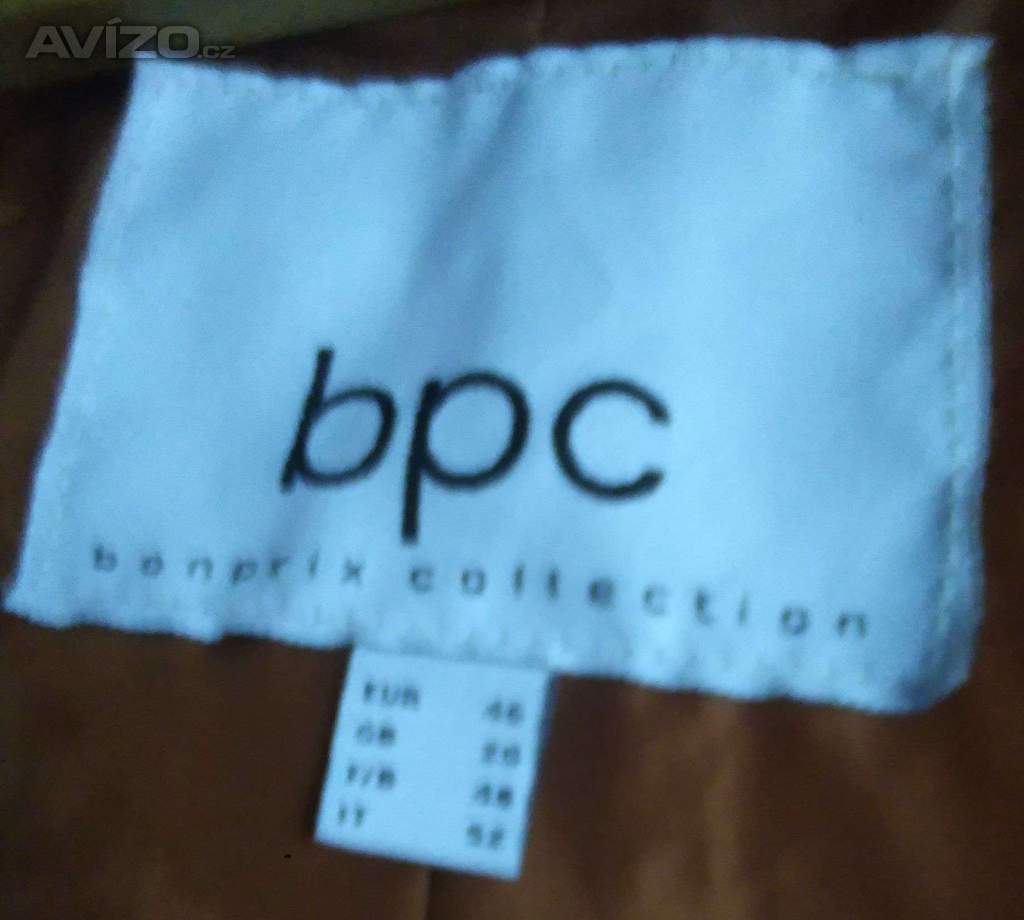 AVÍZO.cz
bpc
bonprix collection
EUR 46
GB 20
F/B 48
IT 52